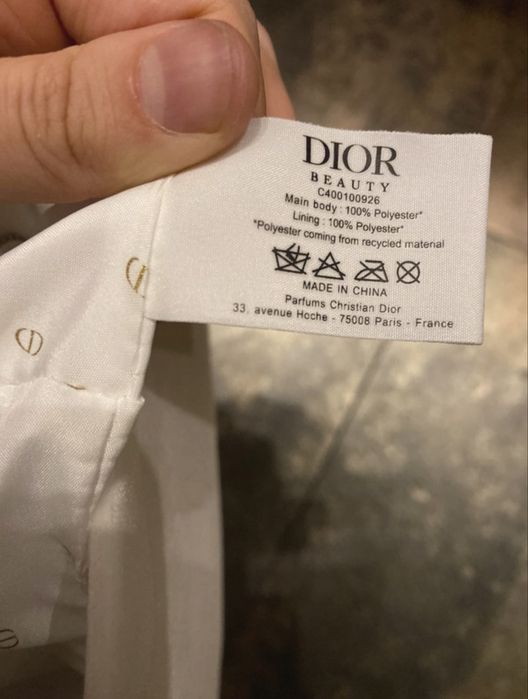 DIOR
BEAUTY
C400100926
Main body : 100% Polyester*
Lining : 100% Polyester*
*Polyester coming from recycled material
MADE IN CHINA
Parfums Christian Dior
33, avenue Hoche - 75008 Paris - France